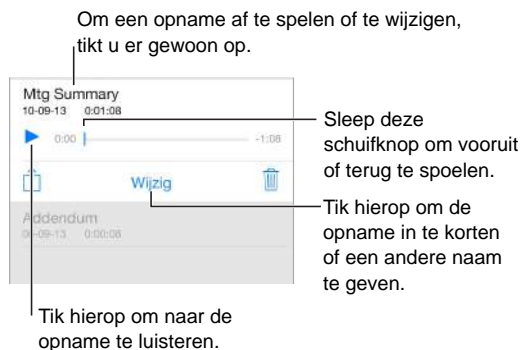 Om een opname af te spelen of te wijzigen,
tikt u er gewoon op.
Mtg Summary
10-09-13 0:01:08
0:00 -1:08
Sleep deze
schuifknop om vooruit
of terug te spoelen.
Wijzig
Tik hierop om de
opname in te korten
of een andere naam
te geven.
Addendum
09-13 0:00:08
Tik hierop om naar de
opname te luisteren.